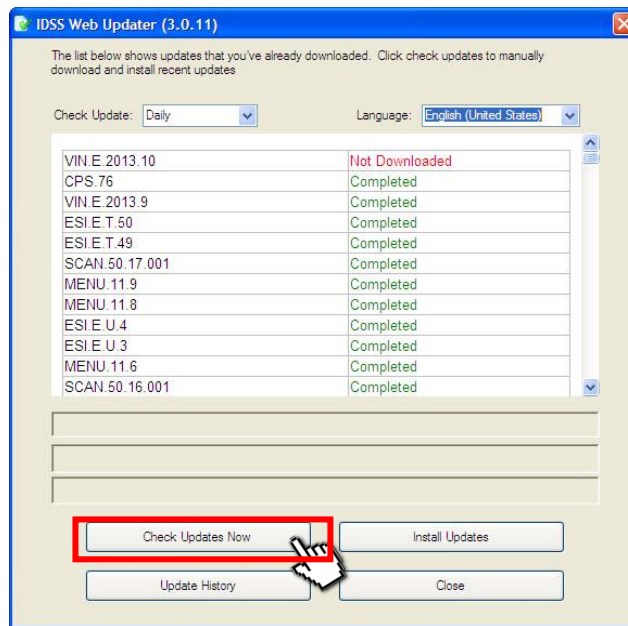 IDSS Web Updater (3.0.11)
The list below shows updates that you've already downloaded. Click check updates to manually
download and install recent updates
Check Update: Daily Language: English (United States)
VIN.E.2013.10 Not Downloaded
CPS.76 Completed
VIN.E.2013.9 Completed
ESI.E.T.50 Completed
ESI.E.T.49 Completed
SCAN.50.17.001 Completed
MENU.11.9 Completed
MENU.11.8 Completed
ESI.E.U.4 Completed
ESI.E.U.3 Completed
MENU.11.6 Completed
SCAN.50.16.001 Completed
Check Updates Now Install Updates
Update History Close